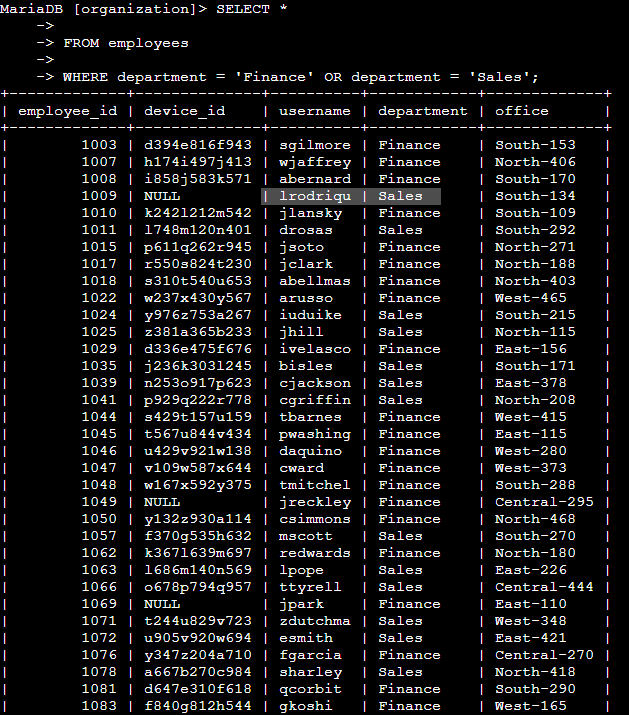 MariaDB [organization]> SELECT *
    ->
    -> FROM employees
    ->
    -> WHERE department = 'Finance' OR department = 'Sales';
+-------------+--------------+----------+------------+-------------+
| employee_id | device_id    | username | department | office      |
+-------------+--------------+----------+------------+-------------+
|        1003 | d394e816f943 | sgilmore | Finance    | South-153   |
|        1007 | h174i497j413 | wjaffrey | Finance    | North-406   |
|        1008 | i858j583k571 | abernard | Finance    | South-170   |
|        1009 | NULL         | lrodriqu | Sales      | South-134   |
|        1010 | k242l212m542 | jlansky  | Finance    | South-109   |
|        1011 | l748m120n401 | drosas   | Sales      | South-292   |
|        1015 | p611q262r945 | jsoto    | Finance    | North-271   |
|        1017 | r550s824t230 | jclark   | Finance    | North-188   |
|        1018 | s310t540u653 | abellmas | Finance    | North-403   |
|        1022 | w237x430y567 | arusso   | Finance    | West-465    |
|        1024 | y976z753a267 | iuduike  | Sales      | South-215   |
|        1025 | z381a365b233 | jhill    | Sales      | North-115   |
|        1029 | d336e475f676 | ivelasco | Finance    | East-156    |
|        1035 | j236k303l245 | bisles   | Sales      | South-171   |
|        1039 | n253o917p623 | cjackson | Sales      | East-378    |
|        1041 | p929q222r778 | cgriffin | Sales      | North-208   |
|        1044 | s429t157u159 | tbarnes  | Finance    | West-415    |
|        1045 | t567u844v434 | pwashing | Finance    | East-115    |
|        1046 | u429v921w138 | daquino  | Finance    | West-280    |
|        1047 | v109w587x644 | cward    | Finance    | West-373    |
|        1048 | w167x592y375 | tmitchel | Finance    | South-288   |
|        1049 | NULL         | jreckley | Finance    | Central-295 |
|        1050 | y132z930a114 | csimmons | Finance    | North-468   |
|        1057 | f370g535h632 | mscott   | Sales      | South-270   |
|        1062 | k367l639m697 | redwards | Finance    | North-180   |
|        1063 | l686m140n569 | lpope    | Sales      | East-226    |
|        1066 | o678p794q957 | ttyrell  | Sales      | Central-444 |
|        1069 | NULL         | jpark    | Finance    | East-110    |
|        1071 | t244u829v723 | zdutchma | Sales      | West-348    |
|        1072 | u905v920w694 | esmith   | Sales      | East-421    |
|        1076 | y347z204a710 | fgarcia  | Finance    | Central-270 |
|        1078 | a667b270c984 | sharley  | Sales      | North-418   |
|        1081 | d647e310f618 | qcorbit  | Finance    | South-290   |
|        1083 | f840g812h544 | gkoshi   | Finance    | West-165    |